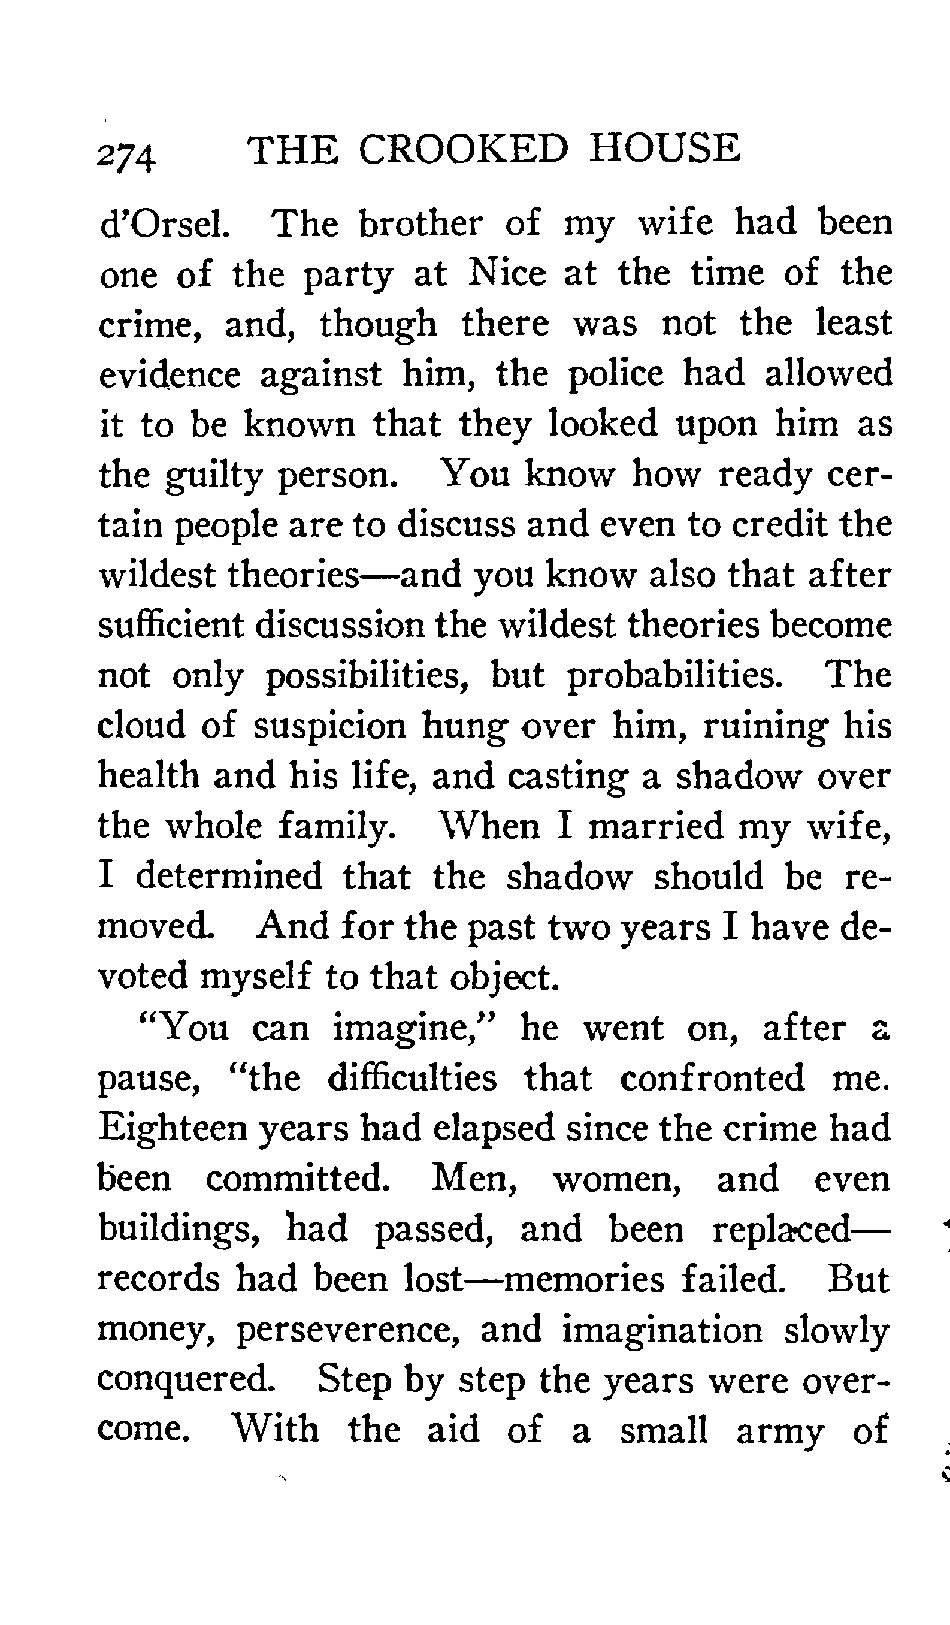 274 THE CROOKED HOUSE
d'Orsel. The brother of my wife had been
one of the party at Nice at the time of the
crime, and, though there was not the least
evidence against him, the police had allowed
it to be known that they looked upon him as
the guilty person. You know how ready cer-
tain people are to discuss and even to credit the
wildest theories—and you know also that after
sufficient discussion the wildest theories become
not only possibilities, but probabilities. The
cloud of suspicion hung over him, ruining his
health and his life, and casting a shadow over
the whole family. When I married my wife,
I determined that the shadow should be re-
moved. And for the past two years I have de-
voted myself to that object.
"You can imagine," he went on, after a
pause, "the difficulties that confronted me.
Eighteen years had elapsed since the crime had
been committed. Men, women, and even
buildings, had passed, and been replaced—
records had been lost—memories failed. But
money, perseverence, and imagination slowly
conquered. Step by step the years were over-
come. With the aid of a small army of